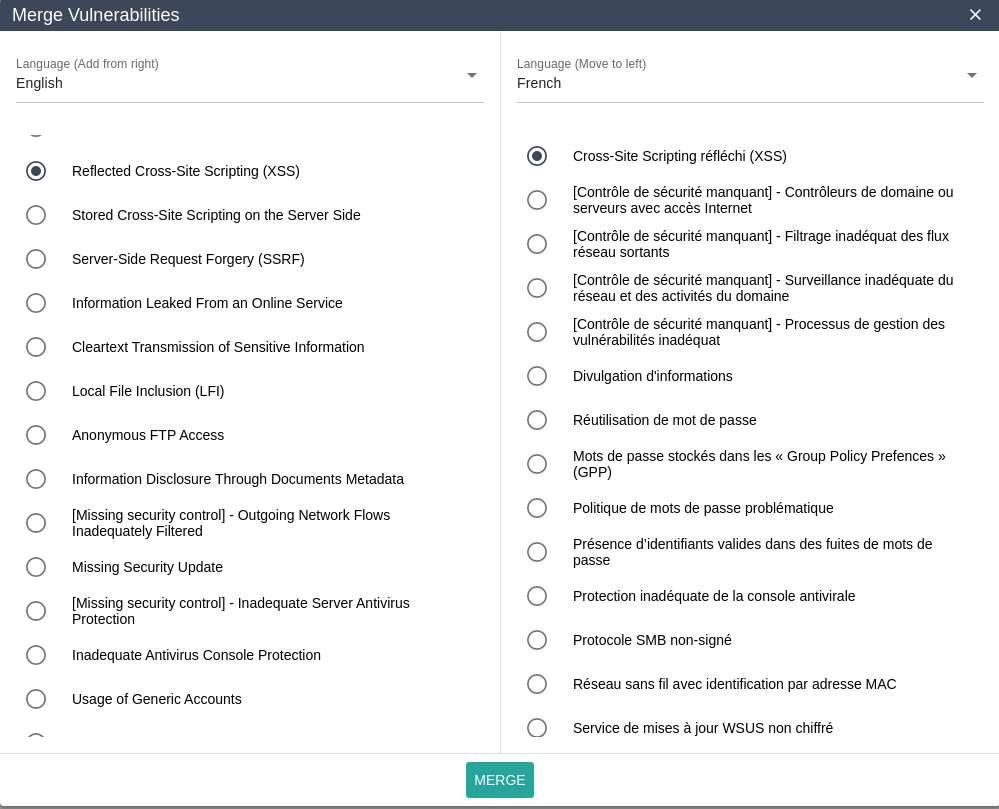 Merge Vulnerabilities
Language (Add from right)
English
Reflected Cross-Site Scripting (XSS)
Stored Cross-Site Scripting on the Server Side
Server-Side Request Forgery (SSRF)
Information Leaked From an Online Service
Cleartext Transmission of Sensitive Information
Local File Inclusion (LFI)
Anonymous FTP Access
Information Disclosure Through Documents Metadata
[Missing security control] - Outgoing Network Flows
Inadequately Filtered
Missing Security Update
[Missing security control] - Inadequate Server Antivirus
Protection
Inadequate Antivirus Console Protection
Usage of Generic Accounts
Language (Move to left)
French
Cross-Site Scripting réfléchi (XSS)
[Contrôle de sécurité manquant] - Contrôleurs de domaine ou
serveurs avec accès Internet
[Contrôle de sécurité manquant] - Filtrage inadéquat des flux
réseau sortants
[Contrôle de sécurité manquant] - Surveillance inadéquate du
réseau et des activités du domaine
[Contrôle de sécurité manquant] - Processus de gestion des
vulnérabilités inadéquat
Divulgation d'informations
Réutilisation de mot de passe
Mots de passe stockés dans les « Group Policy Prefences »
(GPP)
Politique de mots de passe problématique
Présence d’identifiants valides dans des fuites de mots de
passe
Protection inadéquate de la console antivirale
Protocole SMB non-signé
Réseau sans fil avec identification par adresse MAC
Service de mises à jour WSUS non chiffré
MERGE